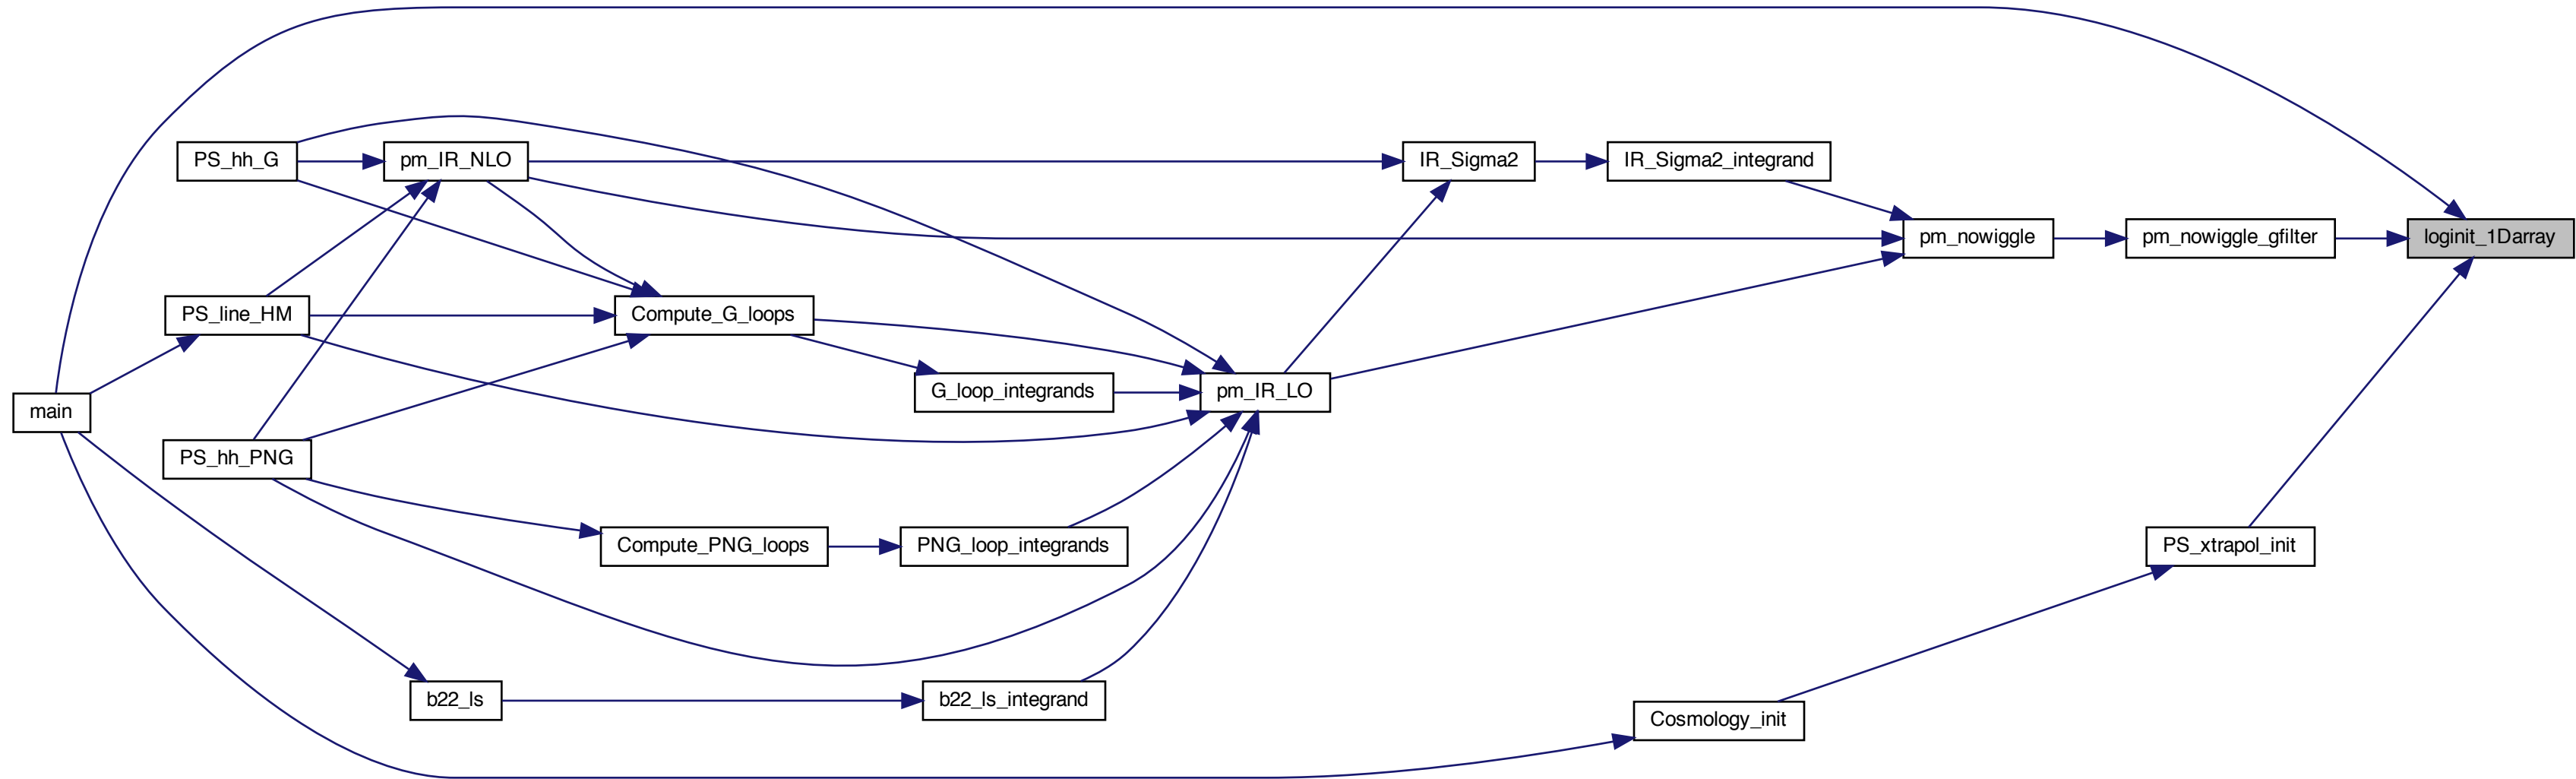 PS_hh_G
pm_IR_NLO
IR_Sigma2
IR_Sigma2_integrand
pm_nowiggle
pm_nowiggle_gfilter
loginit_1Darray
PS_line_HM
Compute_G_loops
main
G_loop_integrands
pm_IR_LO
PS_hh_PNG
Compute_PNG_loops
PNG_loop_integrands
PS_xtrapol_init
b22_ls
b22_ls_integrand
Cosmology_init